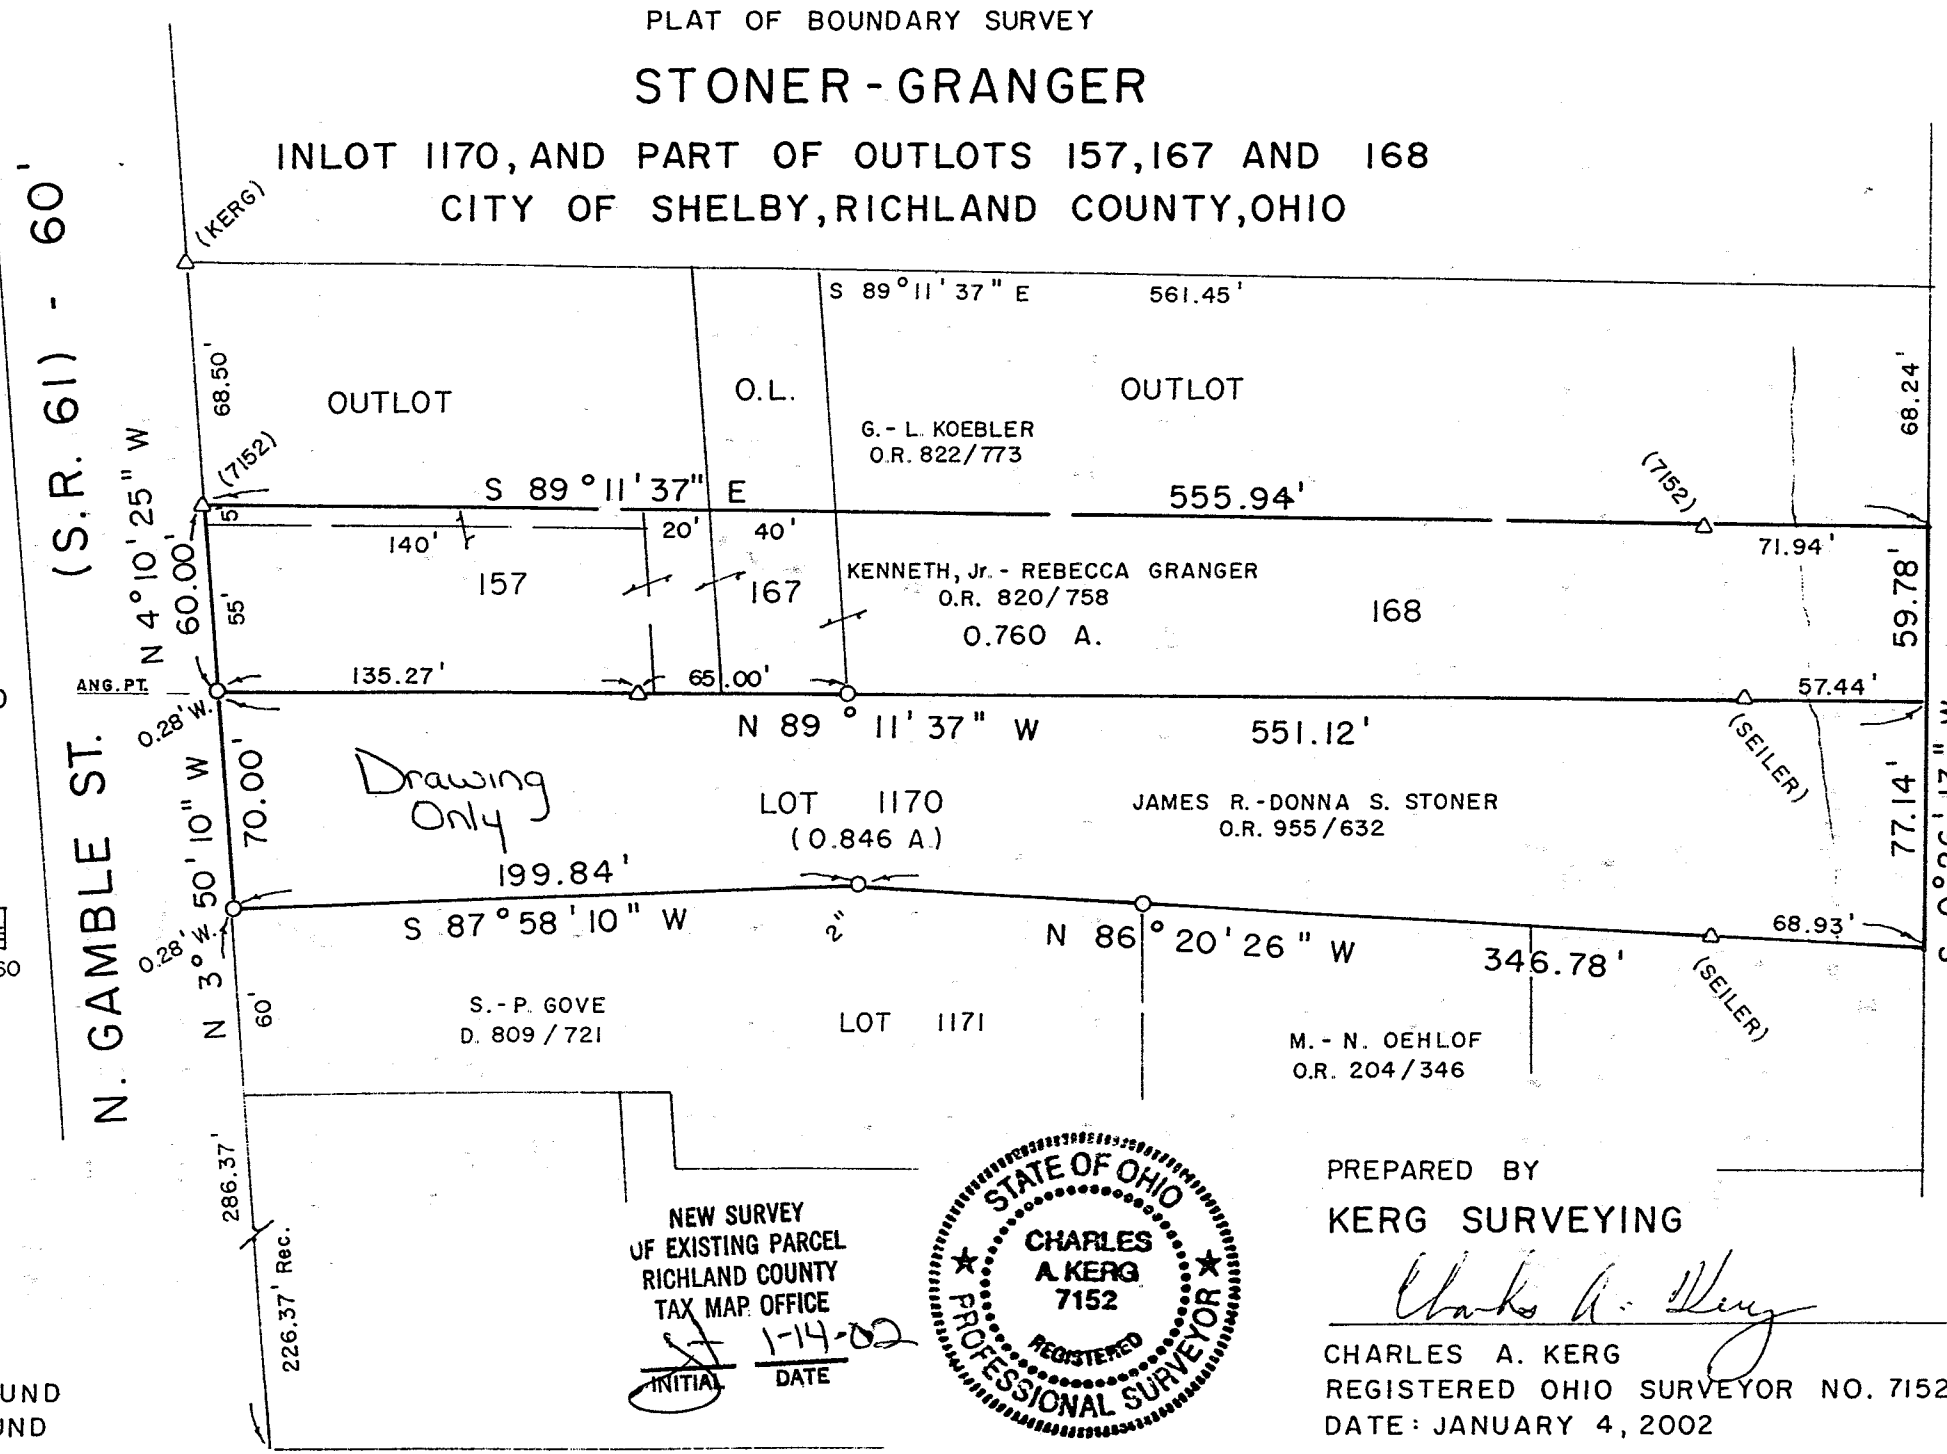 PLAT OF BOUNDARY SURVEY
STONER-GRANGER
INLOT 1170, AND PART OF OUTLOTS 157, 167 AND 168
CITY OF SHELBY, RICHLAND COUNTY, OHIO
N. GAMBLE ST. (S.R. 61) - 60'
(KERG)
S 89°11'37" E 561.45'
68.50'
OUTLOT
O.L.
OUTLOT
68.24'
G.-L. KOEBLER
O.R. 822/773
(7152)
(7152)
S 89°11'37" E 555.94'
N 4°10'25" W
60.00'
5'
140'
20'
40'
71.94'
157
167
KENNETH, Jr.- REBECCA GRANGER
O.R. 820/758
0.760 A.
168
59.78'
55'
ANG. PT.
135.27'
65.00'
57.44'
0.28' W.
N 89° 11' 37" W 551.12'
(SEILER)
N 3° 50' 10" W
70.00'
Drawing
Only
LOT 1170
(0.846 A.)
JAMES R.-DONNA S. STONER
O.R. 955/632
77.14'
199.84'
S 87°58'10" W
2"
N 86° 20' 26" W 346.78'
68.93'
(SEILER)
0.28' W.
60'
60
S.-P. GOVE
D. 809/721
LOT 1171
M.-N. OEHLOF
O.R. 204/346
286.37'
226.37' Rec.
NEW SURVEY
OF EXISTING PARCEL
RICHLAND COUNTY
TAX MAP OFFICE
1-14-02
INITIAL DATE
STATE OF OHIO
CHARLES
A. KERG
7152
REGISTERED
PROFESSIONAL SURVEYOR
PREPARED BY
KERG SURVEYING
Charles A. Kerg
CHARLES A. KERG
REGISTERED OHIO SURVEYOR NO. 7152
DATE: JANUARY 4, 2002
UND
UND